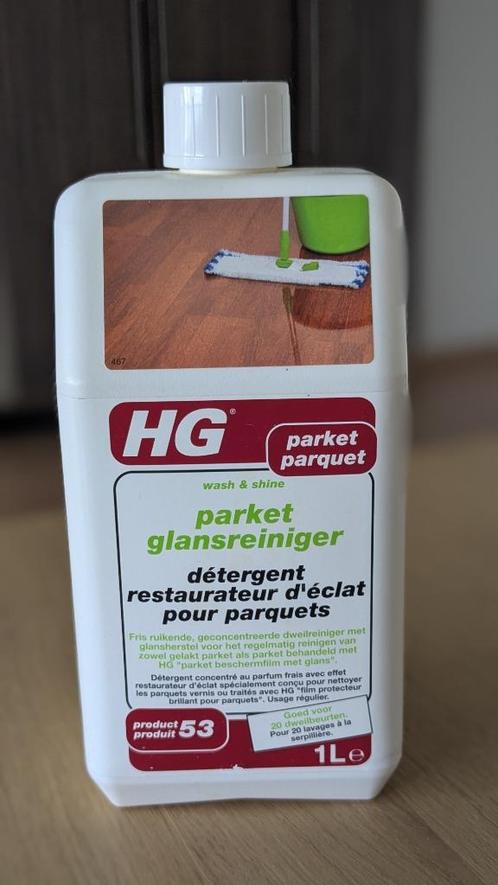 467
HG®
parket
parquet
wash & shine
parket
glansreiniger
détergent
restaurateur d'éclat
pour parquets
Fris ruikende, geconcentreerde dweilreiniger met
glansherstel voor het regelmatig reinigen van
zowel gelakt parket als parket behandeld met
HG "parket beschermfilm met glans".
Détergent concentré au parfum frais avec effet
restaurateur d'éclat spécialement conçu pour nettoyer
les parquets vernis ou traités avec HG "film protecteur
brillant pour parquets". Usage régulier.
product
produit 53
Goed voor
20 dweilbeurten.
Pour 20 lavages à la
serpillière.
1L℮